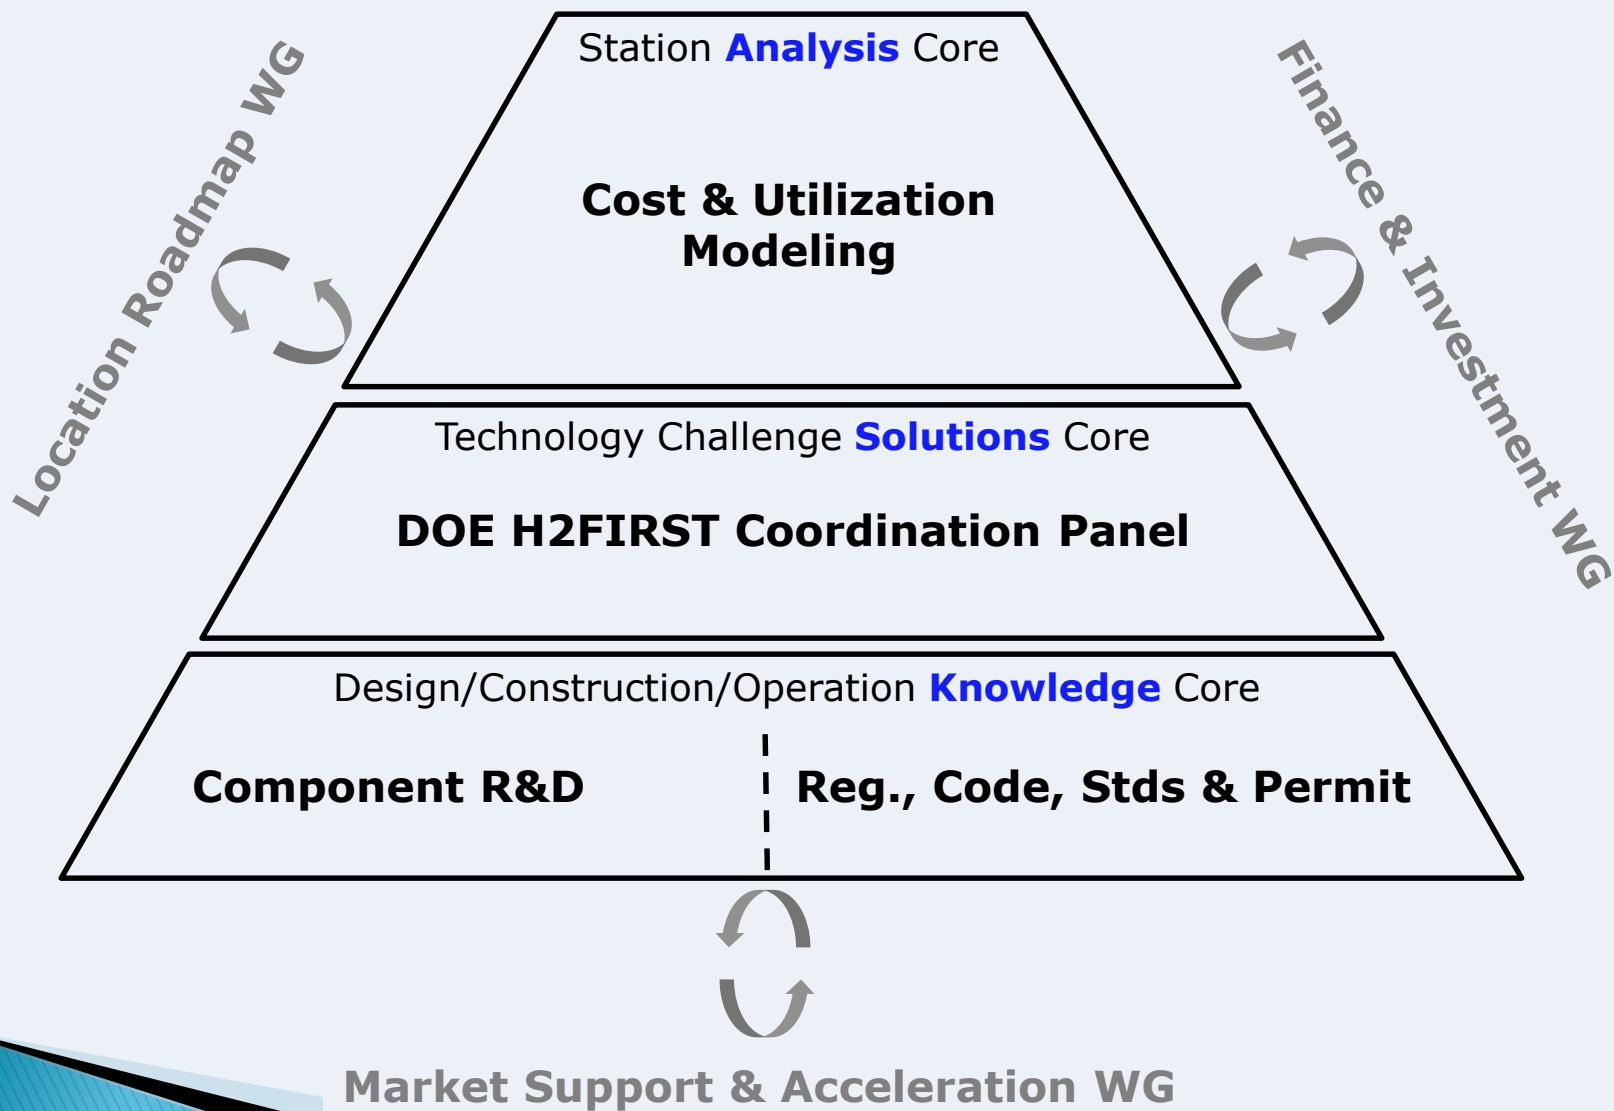 Station Analysis Core
Cost & Utilization
Modeling
Location Roadmap WG
Finance & Investment WG
Technology Challenge Solutions Core
DOE H2FIRST Coordination Panel
Design/Construction/Operation Knowledge Core
Component R&D
Reg., Code, Stds & Permit
Market Support & Acceleration WG